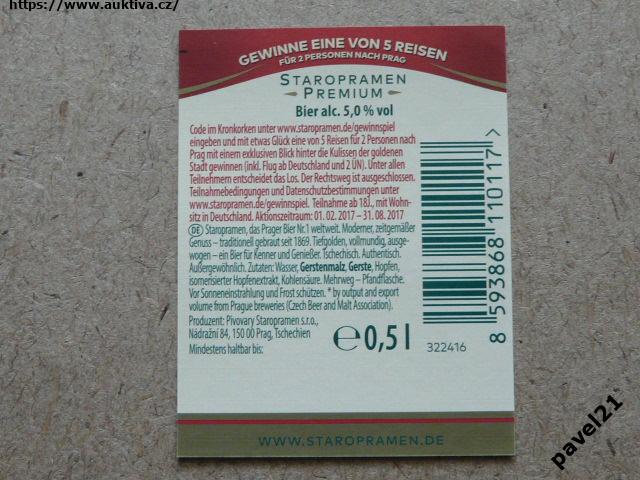 https://www.auktiva.cz/
GEWINNE EINE VON 5 REISEN
FÜR 2 PERSONEN NACH PRAG
STAROPRAMEN
PREMIUM
Bier alc. 5,0 % vol
Code im Kronkorken unter www.staropramen.de/gewinnspiel
eingeben und mit etwas Glück eine von 5 Reisen für 2 Personen nach
Prag mit einem exklusiven Blick hinter die Kulissen der goldenen
Stadt gewinnen (inkl. Flug ab Deutschland und 2 ÜN). Unter allen
Teilnehmern entscheidet das Los. Der Rechtsweg ist ausgeschlossen.
Teilnahmebedingungen und Datenschutzbestimmungen unter
www.staropramen.de/gewinnspiel. Teilnahme ab 18J., mit Wohn-
sitz in Deutschland. Aktionszeitraum: 01. 02. 2017 – 31. 08. 2017
DE Staropramen, das Prager Bier Nr.1 weltweit. Moderner, zeitgemäßer
Genuss – traditionell gebraut seit 1869. Tiefgolden, vollmundig, ausge-
wogen – ein Bier für Kenner und Genießer. Tschechisch. Authentisch.
Außergewöhnlich. Zutaten: Wasser, Gerstenmalz, Gerste, Hopfen,
isomerisierter Hopfenextrakt, Kohlensäure. Mehrweg – Pfandflasche.
Vor Sonneneinstrahlung und Frost schützen. * by output and export
volume from Prague breweries (Czech Beer and Malt Association).
Produzent: Pivovary Staropramen s.r.o.,
Nádražní 84, 150 00 Prag, Tschechien
Mindestens haltbar bis:
℮ 0,5 l
322416
8 593868 110117 >
WWW.STAROPRAMEN.DE
pavel21